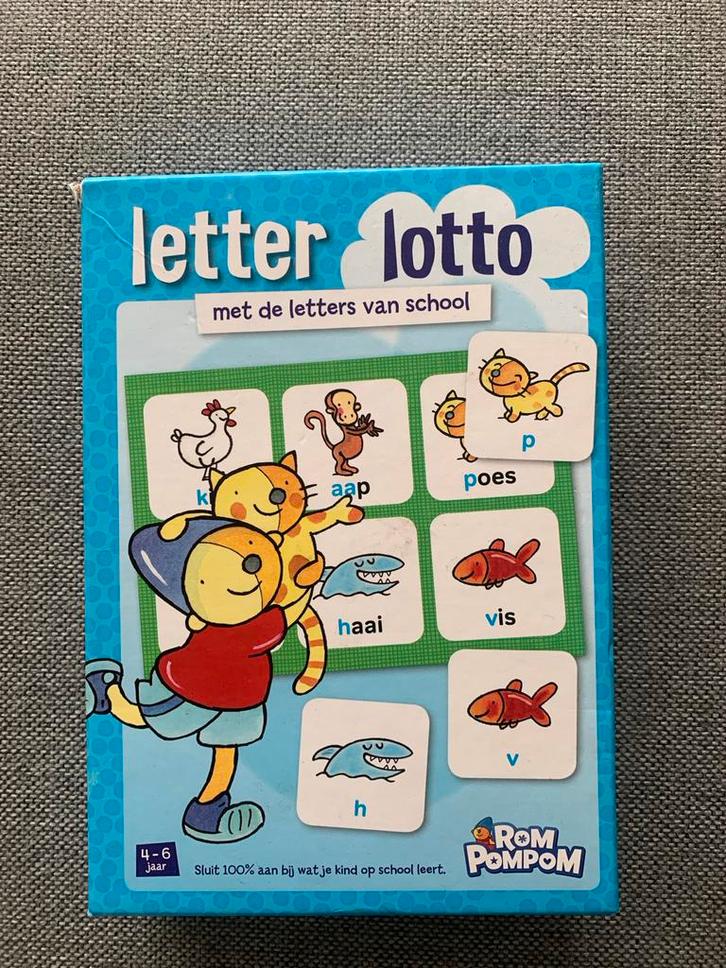 letter lotto
met de letters van school
p
k
aap
poes
haai
vis
v
h
4-6
jaar
Sluit 100% aan bij wat je kind op school leert.
ROM
POMPOM